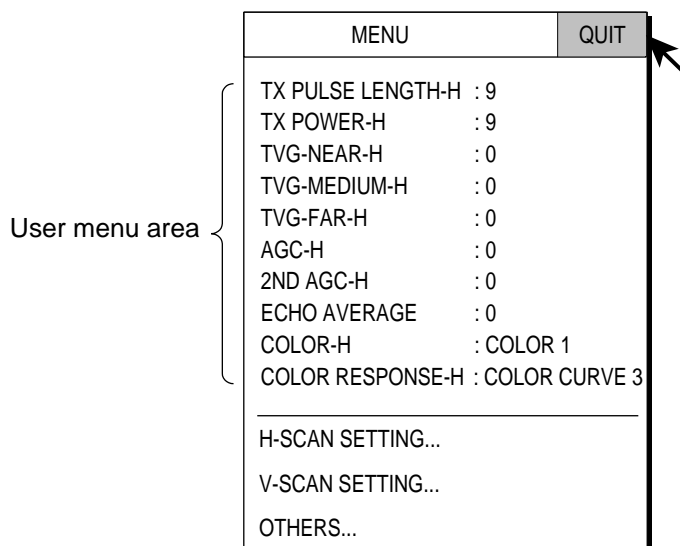 MENU QUIT
TX PULSE LENGTH-H : 9
TX POWER-H : 9
TVG-NEAR-H : 0
TVG-MEDIUM-H : 0
TVG-FAR-H : 0
User menu area
AGC-H : 0
2ND AGC-H : 0
ECHO AVERAGE : 0
COLOR-H : COLOR 1
COLOR RESPONSE-H : COLOR CURVE 3
H-SCAN SETTING...
V-SCAN SETTING...
OTHERS...